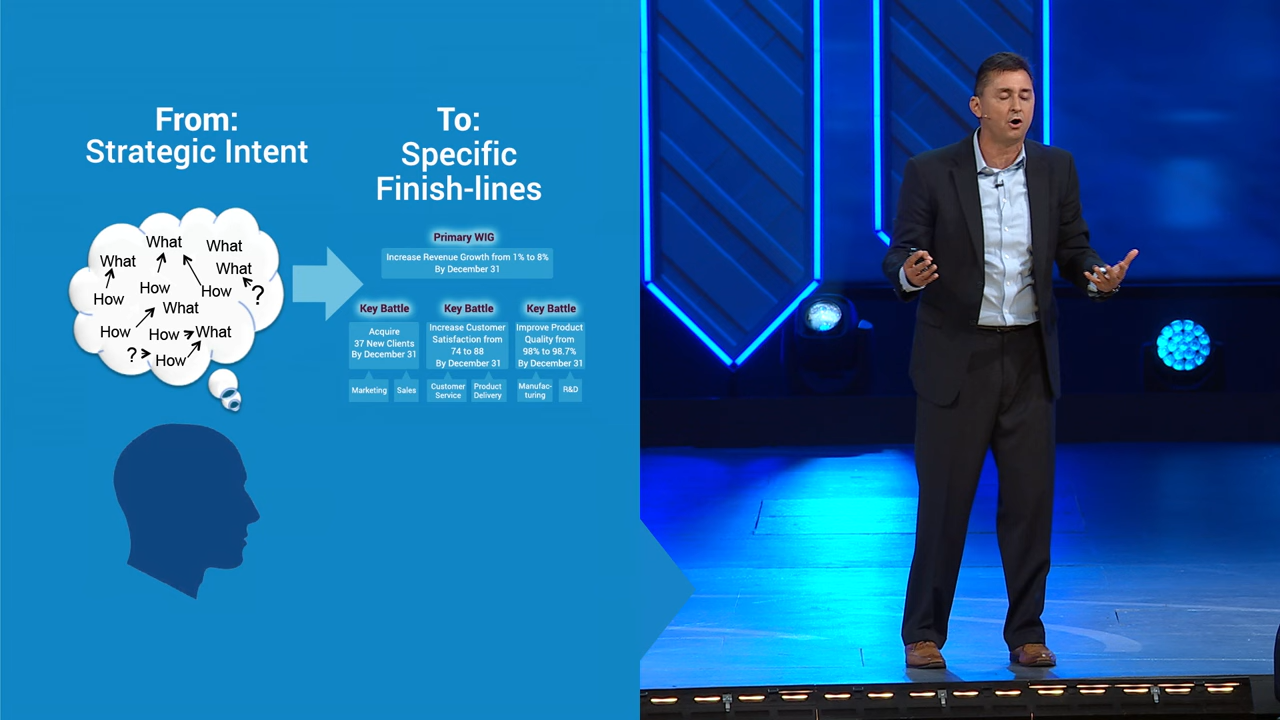 From:
Strategic Intent
What
What
What
What
How
How
How
?
What
How
How
What
?
How
To:
Specific
Finish-lines
Primary WIG
Increase Revenue Growth from 1% to 8%
By December 31
Key Battle
Acquire
37 New Clients
By December 31
Marketing
Sales
Key Battle
Increase Customer
Satisfaction from
74 to 88
By December 31
Customer
Service
Product
Delivery
Key Battle
Improve Product
Quality from
98% to 98.7%
By December 31
Manufac-
turing
R&D